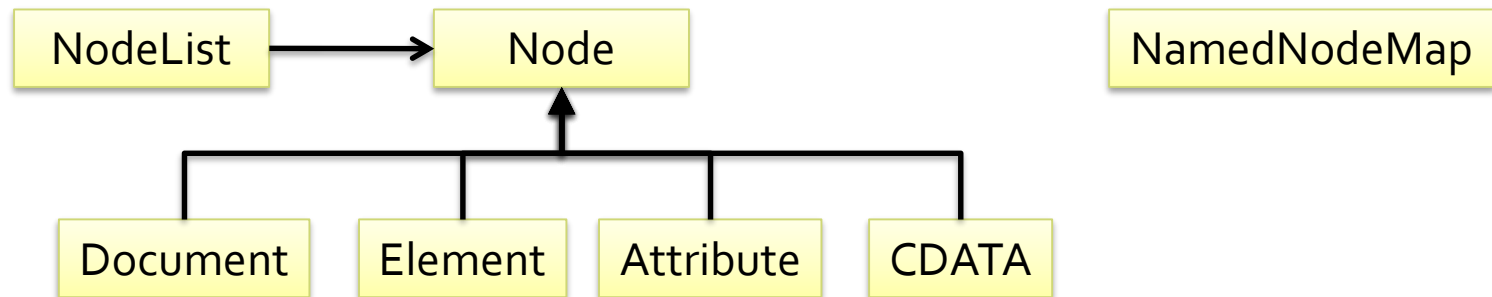 NodeList
Node
NamedNodeMap
Document
Element
Attribute
CDATA